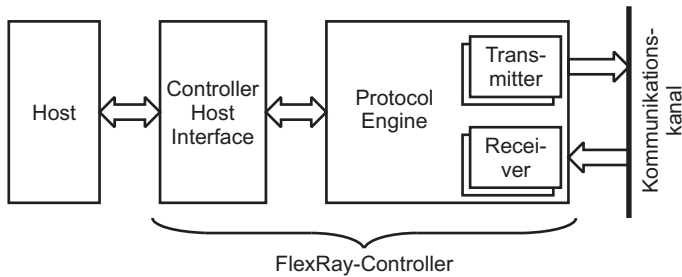 Host
Controller
Host
Interface
Protocol
Engine
Trans-
mitter
Recei-
ver
Kommunikations-
kanal
FlexRay-Controller